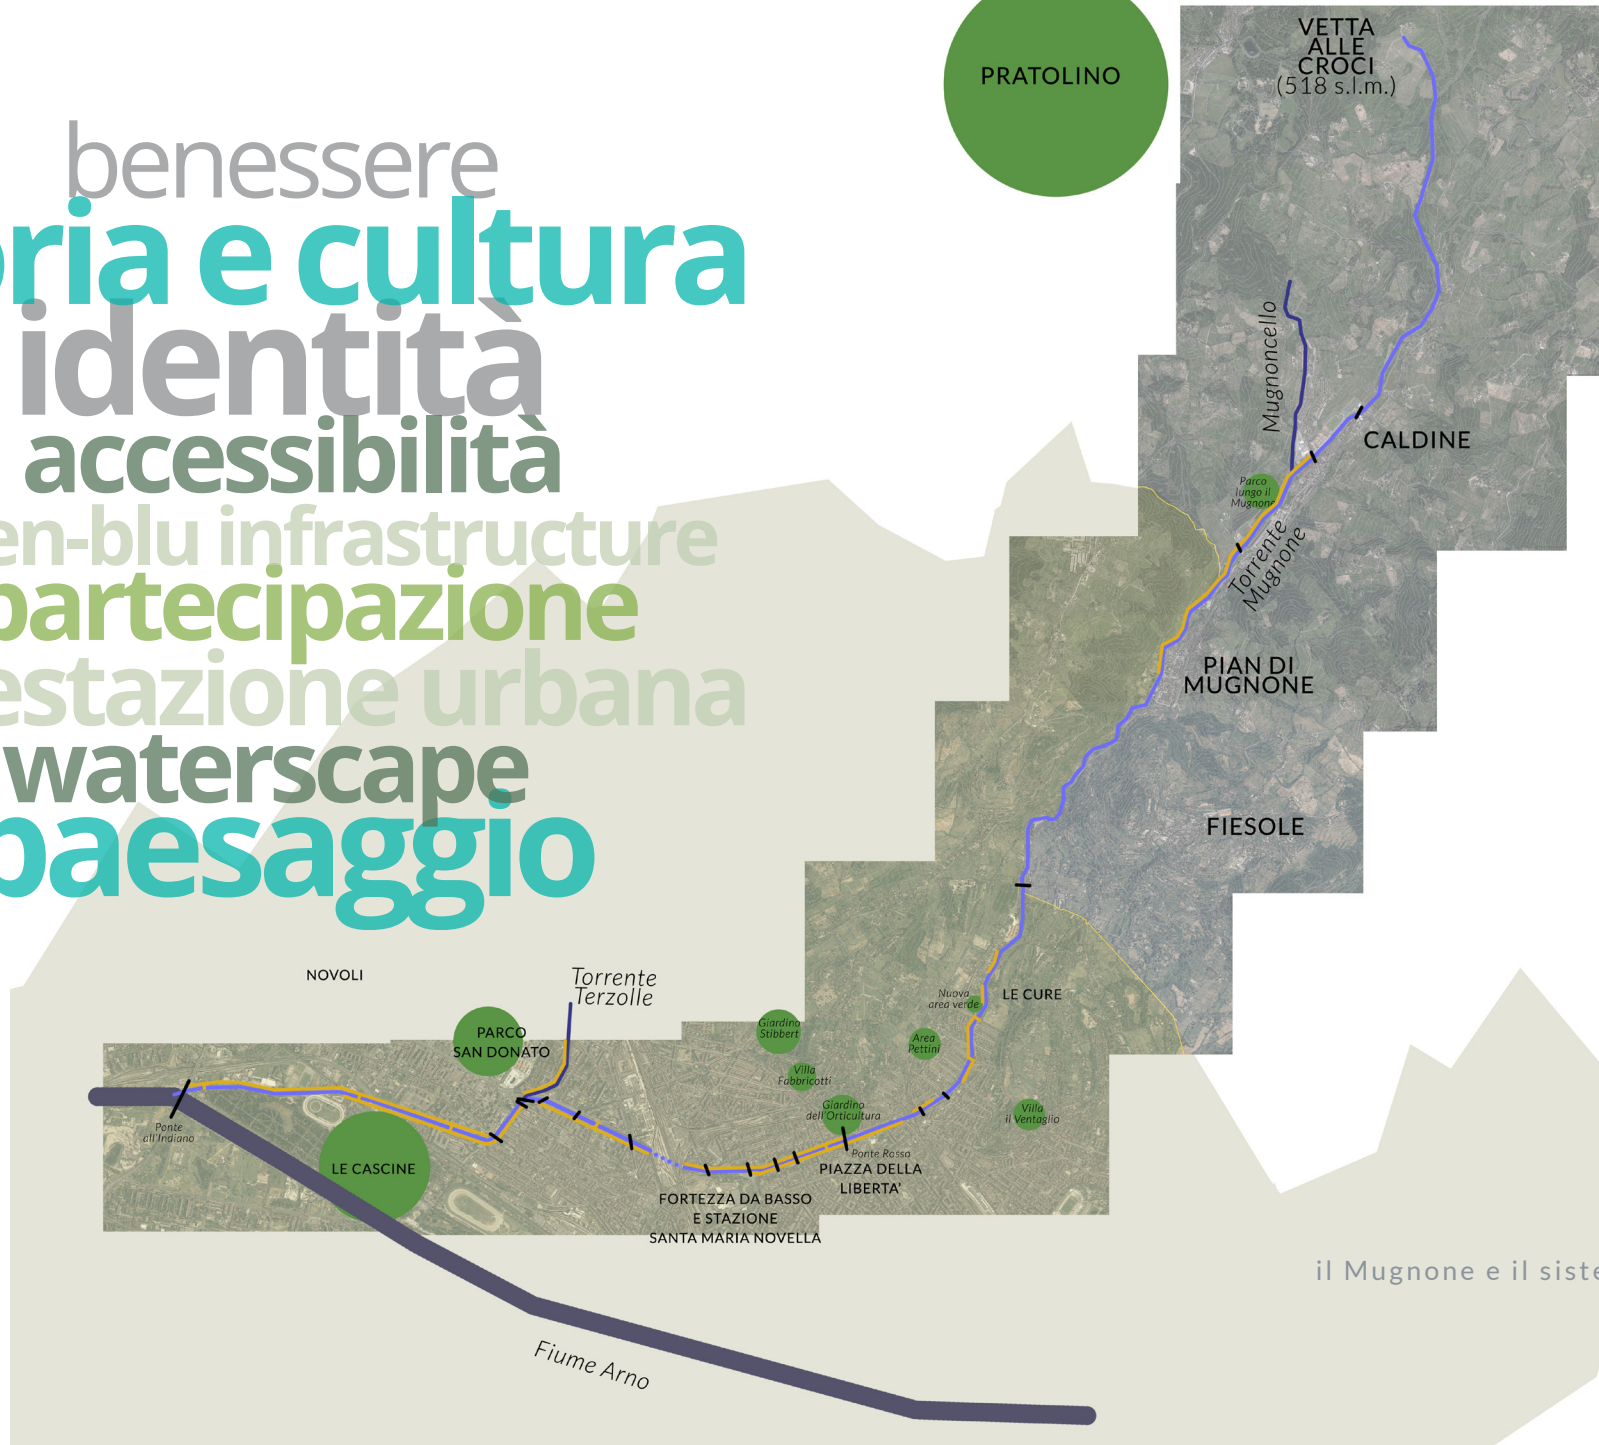 PRATOLINO
VETTA
ALLE
CROCI
(518 s.l.m.)
benessere
oria e cultura
identità
accessibilità
en-blu infrastructure
partecipazione
estazione urbana
waterscape
paesaggio
Mugnoncello
CALDINE
Parco
lungo il
Mugnone
Torrente
Mugnone
PIAN DI
MUGNONE
FIESOLE
NOVOLI
Torrente
Terzolle
PARCO
SAN DONATO
Nuova
area verde
LE CURE
Giardino
Stibbert
Area
Pettini
Villa
Fabbricotti
Giardino
dell'Orticultura
Villa
il Ventaglio
Ponte
all'Indiano
LE CASCINE
Ponte Rosso
PIAZZA DELLA
LIBERTA'
FORTEZZA DA BASSO
E STAZIONE
SANTA MARIA NOVELLA
Fiume Arno
il Mugnone e il siste